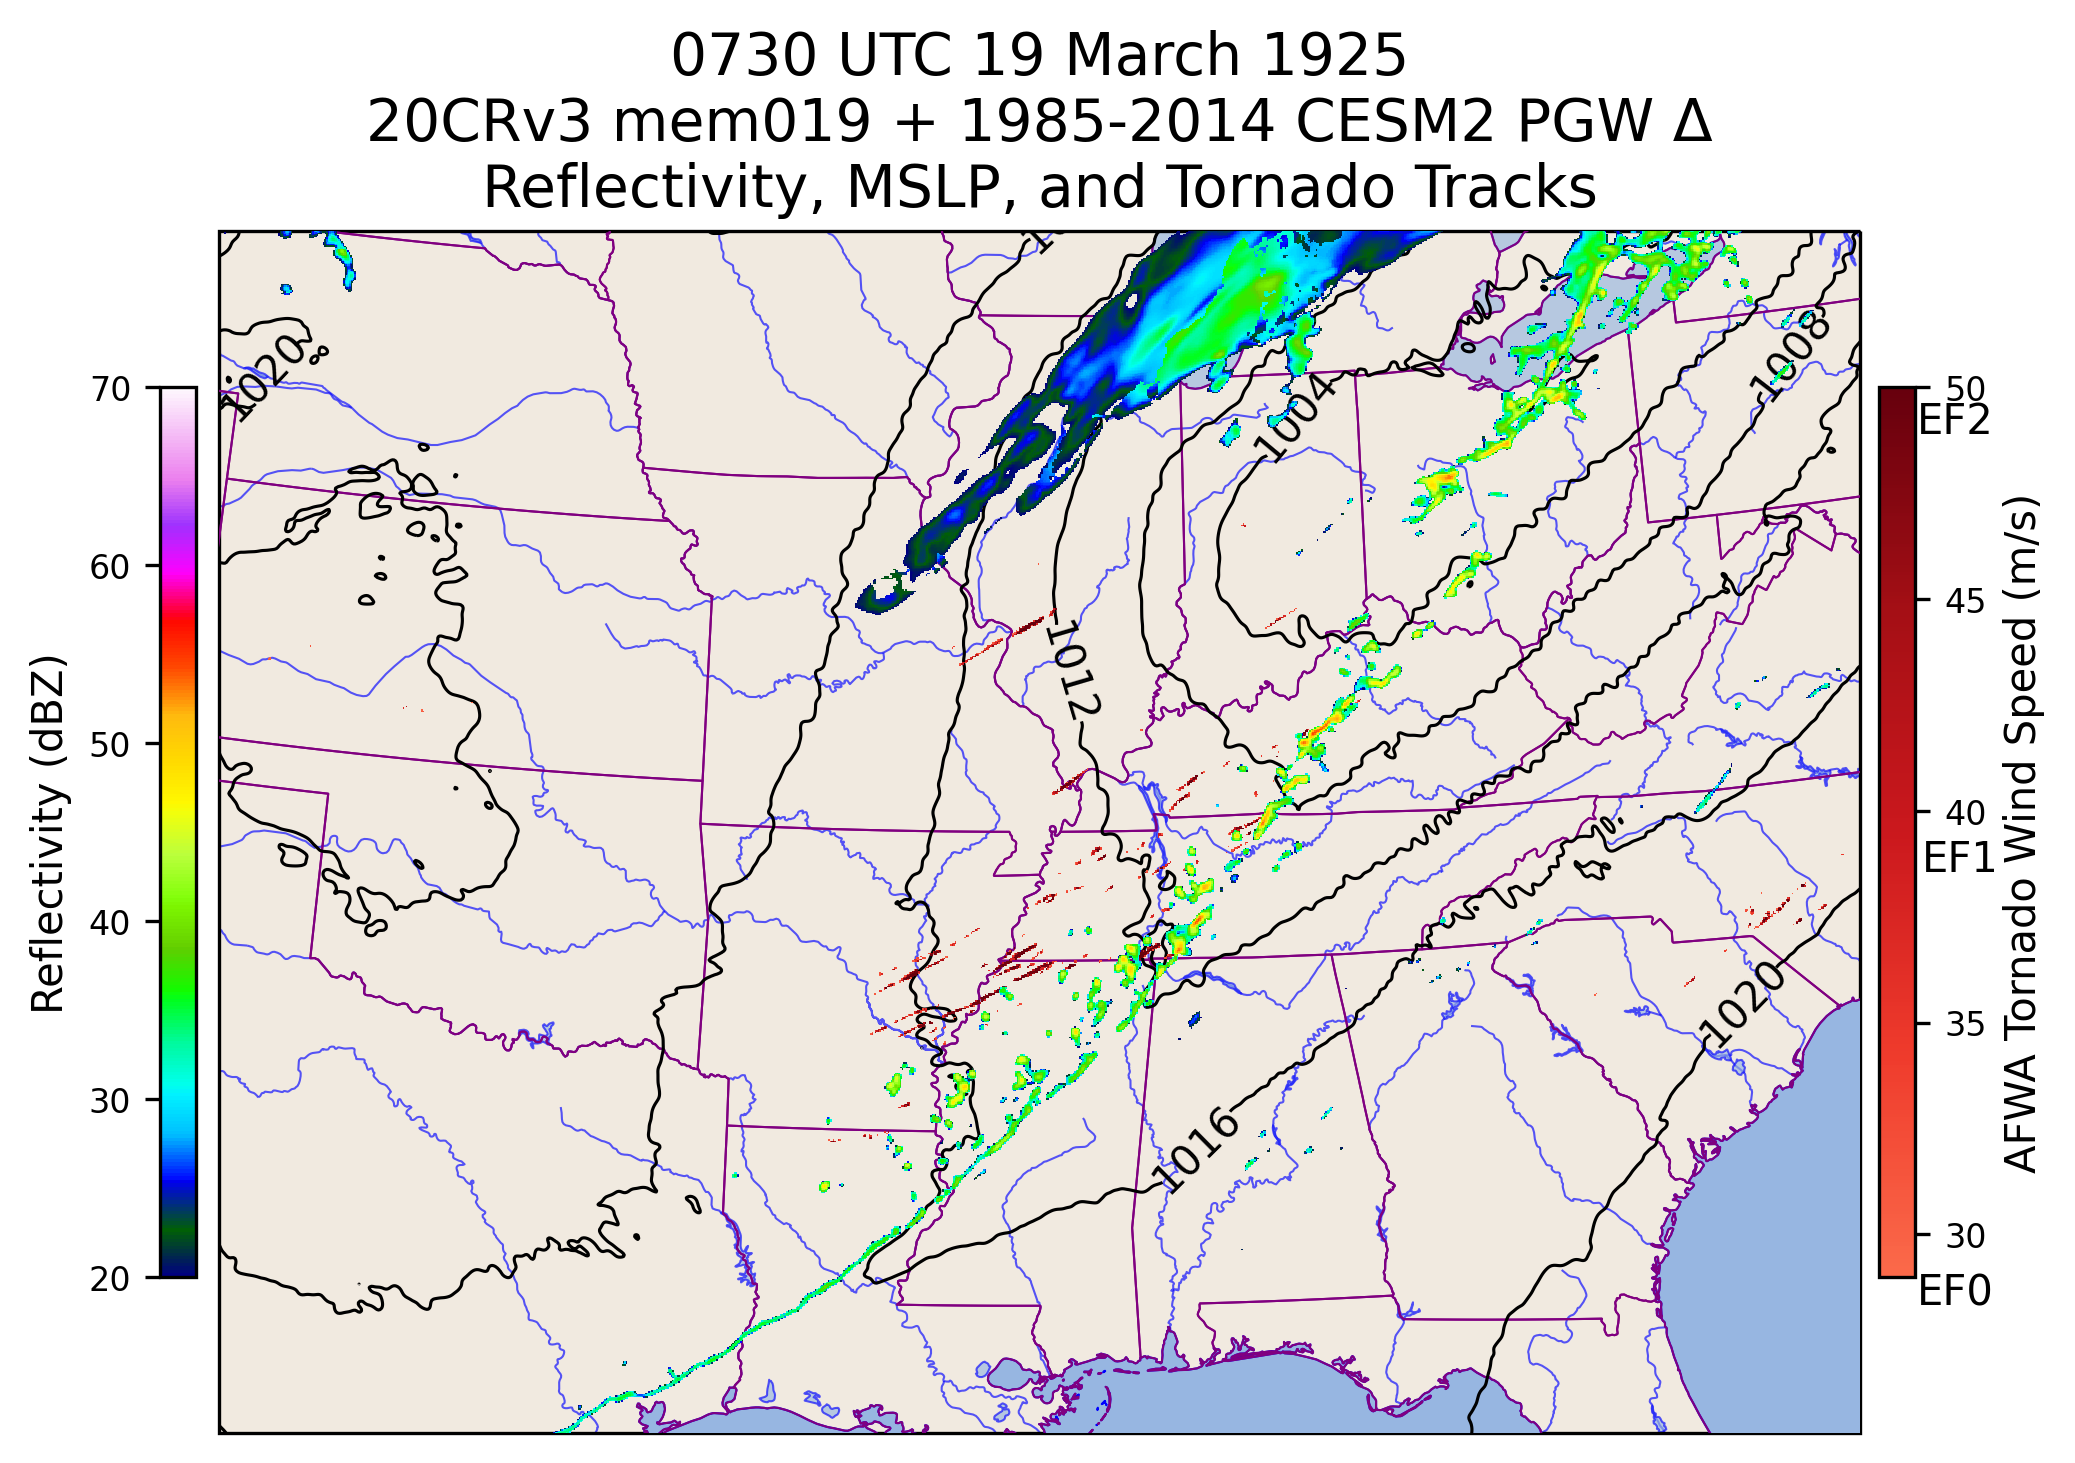 0730 UTC 19 March 1925
20CRv3 mem019 + 1985-2014 CESM2 PGW Δ
Reflectivity, MSLP, and Tornado Tracks
Reflectivity (dBZ)
70
60
50
40
30
20
1020
1004
1008
1012
1016
1020
50
EF2
45
40
EF1
35
30
EF0
AFWA Tornado Wind Speed (m/s)